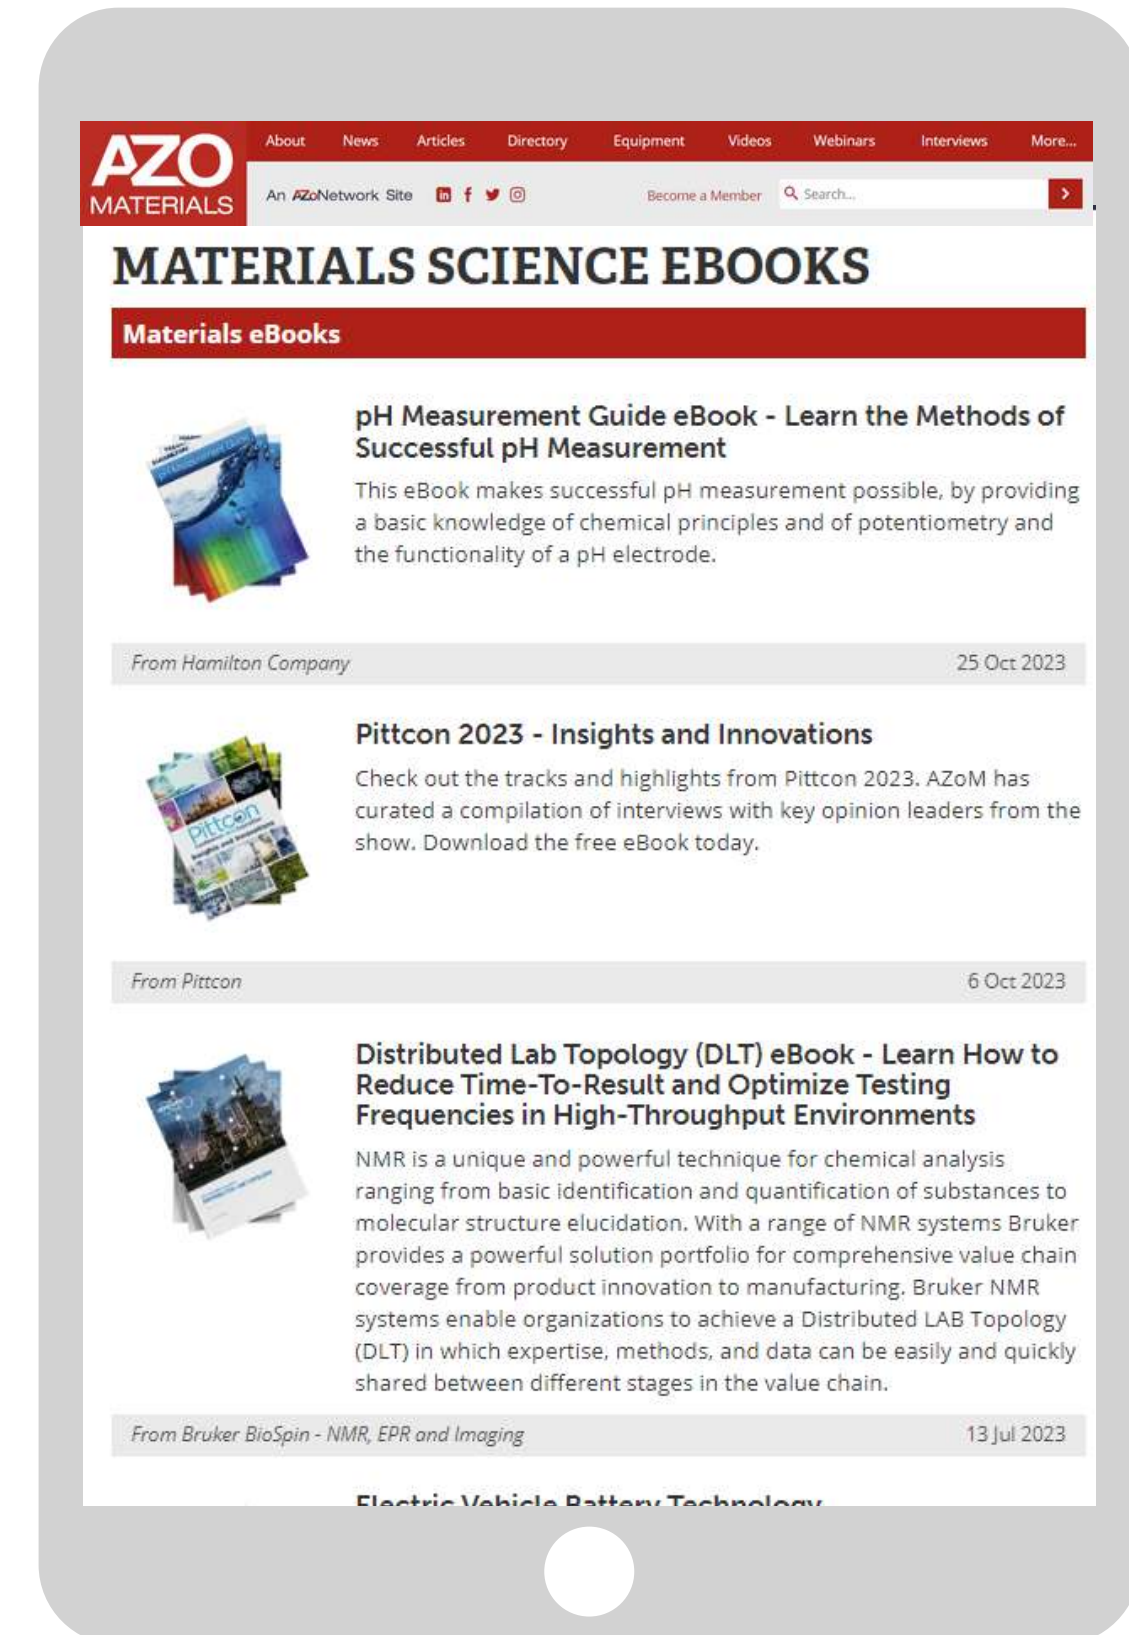 AZO
MATERIALS
About News Articles Directory Equipment Videos Webinars Interviews More...
An AZoNetwork Site
Become a Member
Search...
MATERIALS SCIENCE EBOOKS
Materials eBooks
pH Measurement Guide eBook - Learn the Methods of
Successful pH Measurement
This eBook makes successful pH measurement possible, by providing
a basic knowledge of chemical principles and of potentiometry and
the functionality of a pH electrode.
From Hamilton Company
25 Oct 2023
Pittcon
Insights and Innovations
Pittcon 2023 - Insights and Innovations
Check out the tracks and highlights from Pittcon 2023. AZoM has
curated a compilation of interviews with key opinion leaders from the
show. Download the free eBook today.
From Pittcon
6 Oct 2023
Distributed Lab Topology (DLT) eBook - Learn How to
Reduce Time-To-Result and Optimize Testing
Frequencies in High-Throughput Environments
NMR is a unique and powerful technique for chemical analysis
ranging from basic identification and quantification of substances to
molecular structure elucidation. With a range of NMR systems Bruker
provides a powerful solution portfolio for comprehensive value chain
coverage from product innovation to manufacturing. Bruker NMR
systems enable organizations to achieve a Distributed LAB Topology
(DLT) in which expertise, methods, and data can be easily and quickly
shared between different stages in the value chain.
From Bruker BioSpin - NMR, EPR and Imaging
13 Jul 2023
Electric Vehicle Battery Technology